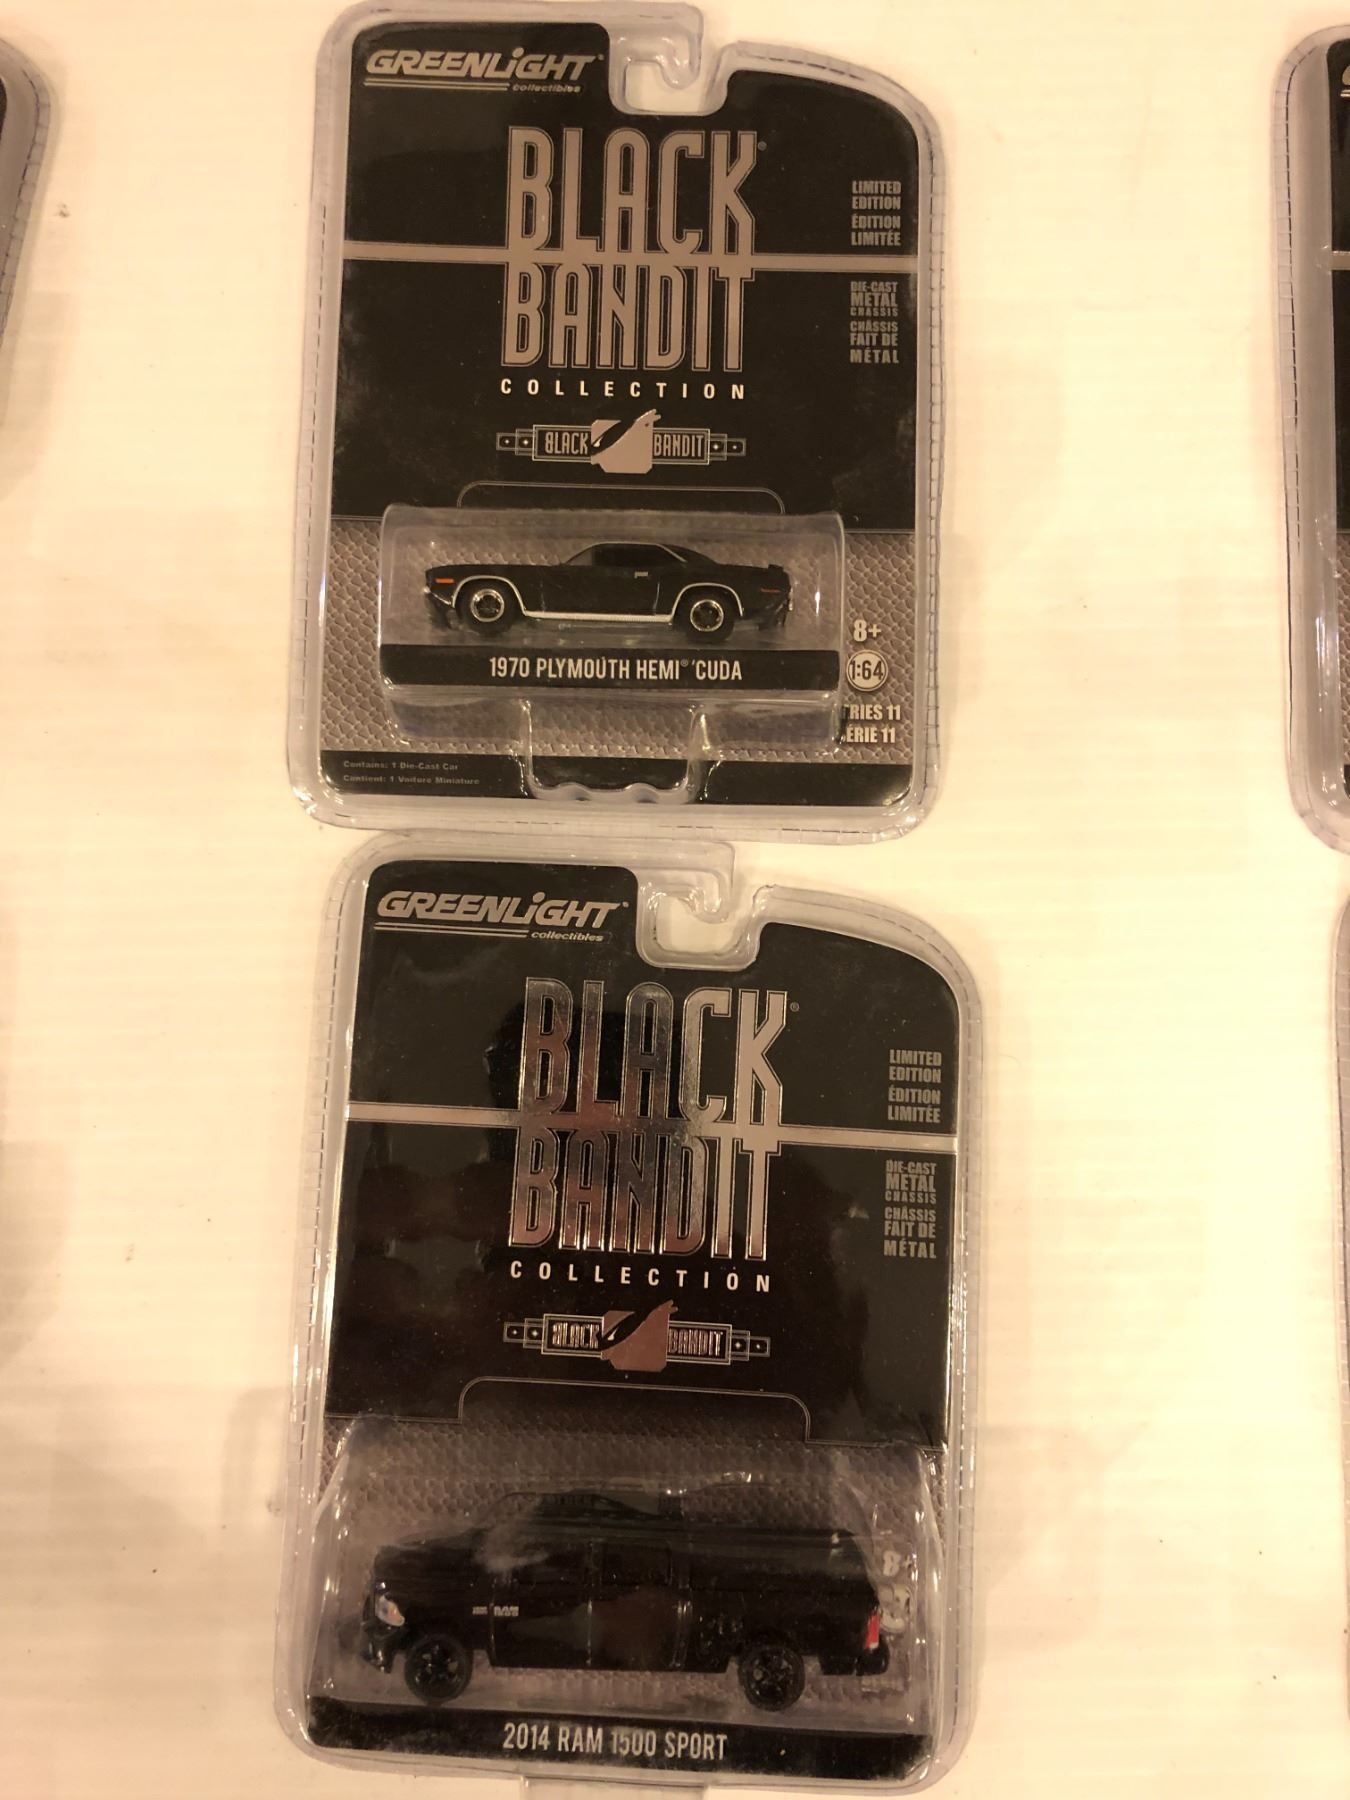 GREENLiGHT
collectibles
BLACK
BANDIT
COLLECTION
LIMITED
EDITION
ÉDITION
LIMITÉE
DIE-CAST
METAL
CHASSIS
CHÂSSIS
FAIT DE
MÉTAL
BLACK BANDIT
1970 PLYMOUTH HEMI® 'CUDA
8+
1:64
RIES 11
ÉRIE 11
Contains: 1 Die-Cast Car
Contient: 1 Voiture Miniature
GREENLiGHT
collectibles
BLACK®
BANDIT
COLLECTION
LIMITED
EDITION
ÉDITION
LIMITÉE
DIE-CAST
METAL
CHASSIS
CHÂSSIS
FAIT DE
MÉTAL
BLACK BANDIT
8+
RAM
2014 RAM 1500 SPORT